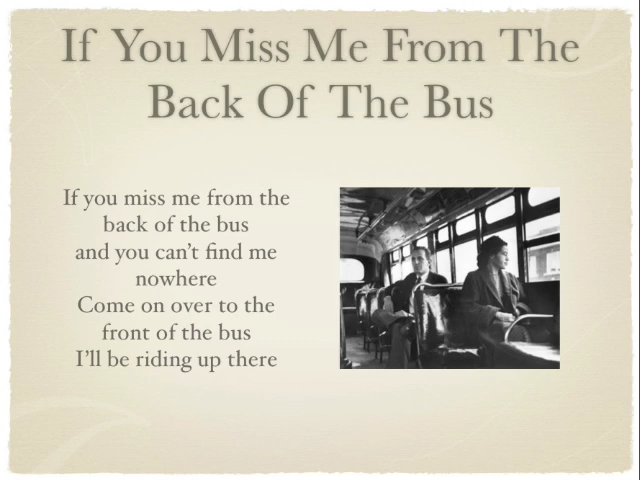 If You Miss Me From The
Back Of The Bus
If you miss me from the
back of the bus
and you can’t find me
nowhere
Come on over to the
front of the bus
I’ll be riding up there